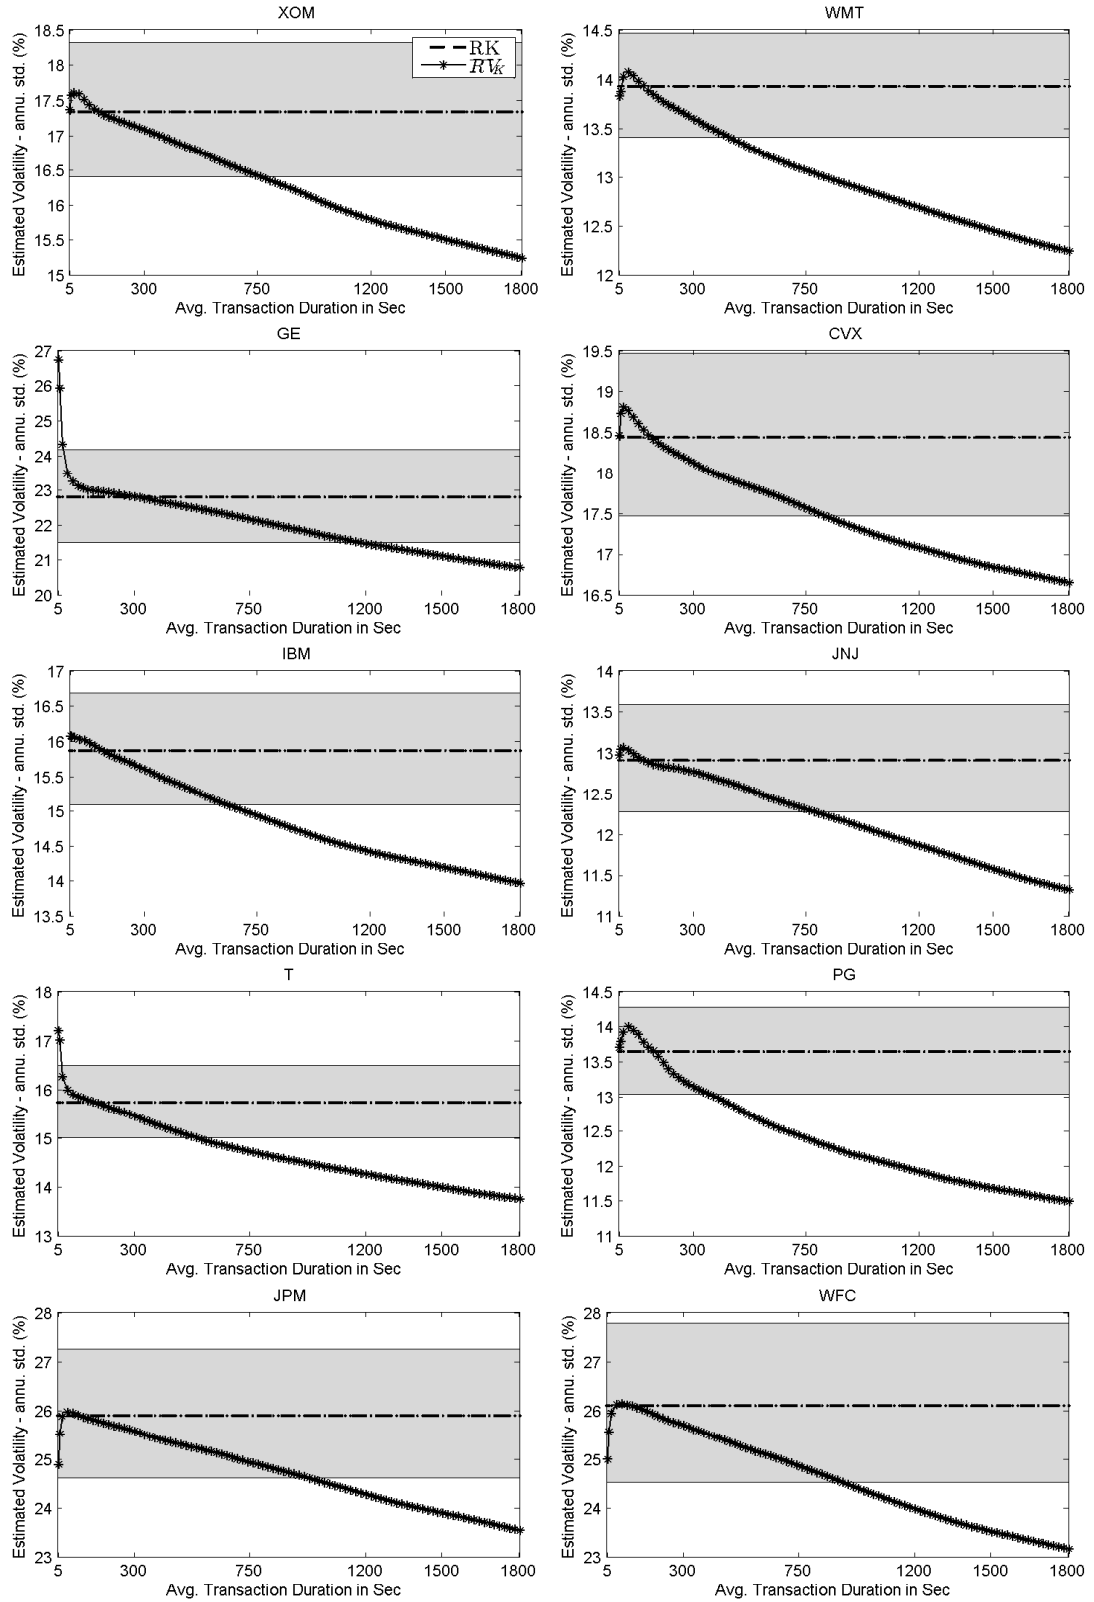 XOM
18.5
18
17.5
17
16.5
16
15.5
15
Estimated Volatility - annu. std. (%)
RK
RV_K
5 300 750 1200 1500 1800
Avg. Transaction Duration in Sec
WMT
14.5
14
13.5
13
12.5
12
Estimated Volatility - annu. std. (%)
5 300 750 1200 1500 1800
Avg. Transaction Duration in Sec
GE
27
26
25
24
23
22
21
20
Estimated Volatility - annu. std. (%)
5 300 750 1200 1500 1800
Avg. Transaction Duration in Sec
CVX
19.5
19
18.5
18
17.5
17
16.5
Estimated Volatility - annu. std. (%)
5 300 750 1200 1500 1800
Avg. Transaction Duration in Sec
IBM
17
16.5
16
15.5
15
14.5
14
13.5
Estimated Volatility - annu. std. (%)
5 300 750 1200 1500 1800
Avg. Transaction Duration in Sec
JNJ
14
13.5
13
12.5
12
11.5
11
Estimated Volatility - annu. std. (%)
5 300 750 1200 1500 1800
Avg. Transaction Duration in Sec
T
18
17
16
15
14
13
Estimated Volatility - annu. std. (%)
5 300 750 1200 1500 1800
Avg. Transaction Duration in Sec
PG
14.5
14
13.5
13
12.5
12
11.5
11
Estimated Volatility - annu. std. (%)
5 300 750 1200 1500 1800
Avg. Transaction Duration in Sec
JPM
28
27
26
25
24
23
Estimated Volatility - annu. std. (%)
5 300 750 1200 1500 1800
Avg. Transaction Duration in Sec
WFC
28
27
26
25
24
23
Estimated Volatility - annu. std. (%)
5 300 750 1200 1500 1800
Avg. Transaction Duration in Sec